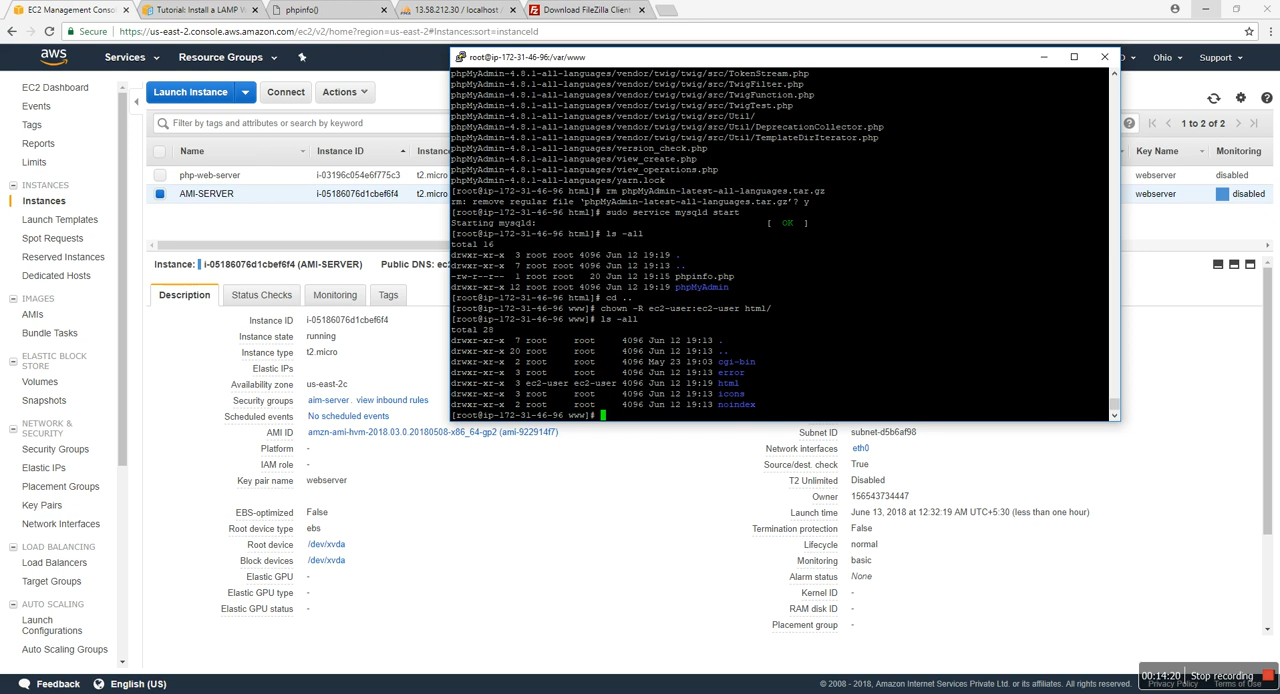 EC2 Management Conso
Tutorial: Install a LAMP W
phpinfo()
13.58.212.30 / localhost
Download FileZilla Client
Secure
https://us-east-2.console.aws.amazon.com/ec2/v2/home?region=us-east-2#Instances:sort=instanceId
aws
Services
Resource Groups
Ohio
Support
root@ip-172-31-46-96:/var/www
phpMyAdmin-4.8.1-all-languages/vendor/twig/twig/src/TokenStream.php
phpMyAdmin-4.8.1-all-languages/vendor/twig/twig/src/TwigFilter.php
phpMyAdmin-4.8.1-all-languages/vendor/twig/twig/src/TwigFunction.php
phpMyAdmin-4.8.1-all-languages/vendor/twig/twig/src/TwigTest.php
phpMyAdmin-4.8.1-all-languages/vendor/twig/twig/src/Util/
phpMyAdmin-4.8.1-all-languages/vendor/twig/twig/src/Util/DeprecationCollector.php
phpMyAdmin-4.8.1-all-languages/vendor/twig/twig/src/Util/TemplateDirIterator.php
phpMyAdmin-4.8.1-all-languages/version_check.php
phpMyAdmin-4.8.1-all-languages/view_create.php
phpMyAdmin-4.8.1-all-languages/view_operations.php
phpMyAdmin-4.8.1-all-languages/yarn.lock
[root@ip-172-31-46-96 html]# rm phpMyAdmin-latest-all-languages.tar.gz
rm: remove regular file ‘phpMyAdmin-latest-all-languages.tar.gz’? y
[root@ip-172-31-46-96 html]# sudo service mysqld start
Starting mysqld: [ OK ]
[root@ip-172-31-46-96 html]# ls -all
total 16
drwxr-xr-x 3 root root 4096 Jun 12 19:19 .
drwxr-xr-x 7 root root 4096 Jun 12 19:13 ..
-rw-r--r-- 1 root root 20 Jun 12 19:15 phpinfo.php
drwxr-xr-x 12 root root 4096 Jun 12 19:19 phpMyAdmin
[root@ip-172-31-46-96 html]# cd ..
[root@ip-172-31-46-96 www]# chown -R ec2-user:ec2-user html/
[root@ip-172-31-46-96 www]# ls -all
total 28
drwxr-xr-x 7 root root 4096 Jun 12 19:13 .
drwxr-xr-x 20 root root 4096 Jun 12 19:13 ..
drwxr-xr-x 2 root root 4096 May 23 19:03 cgi-bin
drwxr-xr-x 3 root root 4096 Jun 12 19:13 error
drwxr-xr-x 3 ec2-user ec2-user 4096 Jun 12 19:19 html
drwxr-xr-x 3 root root 4096 Jun 12 19:13 icons
drwxr-xr-x 2 root root 4096 Jun 12 19:13 noindex
[root@ip-172-31-46-96 www]#
EC2 Dashboard
Events
Tags
Reports
Limits
INSTANCES
Instances
Launch Templates
Spot Requests
Reserved Instances
Dedicated Hosts
IMAGES
AMIs
Bundle Tasks
ELASTIC BLOCK
STORE
Volumes
Snapshots
NETWORK &
SECURITY
Security Groups
Elastic IPs
Placement Groups
Key Pairs
Network Interfaces
LOAD BALANCING
Load Balancers
Target Groups
AUTO SCALING
Launch
Configurations
Auto Scaling Groups
Launch Instance
Connect
Actions
Filter by tags and attributes or search by keyword
1 to 2 of 2
Name Instance ID Instanc Key Name Monitoring
php-web-server i-03196c054e6f775c3 t2.micro webserver disabled
AMI-SERVER i-05186076d1cbef6f4 t2.micro webserver disabled
Instance: i-05186076d1cbef6f4 (AMI-SERVER) Public DNS: ec
Description Status Checks Monitoring Tags
Instance ID i-05186076d1cbef6f4
Instance state running
Instance type t2.micro
Elastic IPs
Availability zone us-east-2c
Security groups aim-server. view inbound rules
Scheduled events No scheduled events
AMI ID amzn-ami-hvm-2018.03.0.20180508-x86_64-gp2 (ami-922914f7)
Platform -
IAM role -
Key pair name webserver
EBS-optimized False
Root device type ebs
Root device /dev/xvda
Block devices /dev/xvda
Elastic GPU -
Elastic GPU type -
Elastic GPU status -
Subnet ID subnet-d5b6af98
Network interfaces eth0
Source/dest. check True
T2 Unlimited Disabled
Owner 156543734447
Launch time June 13, 2018 at 12:32:19 AM UTC+5:30 (less than one hour)
Termination protection False
Lifecycle normal
Monitoring basic
Alarm status None
Kernel ID -
RAM disk ID -
Placement group -
Feedback
English (US)
© 2008 - 2018, Amazon Internet Services Private Ltd. or its affiliates. All rights reserved.
Privacy Policy
Terms of Use
00:14:20
Stop recording